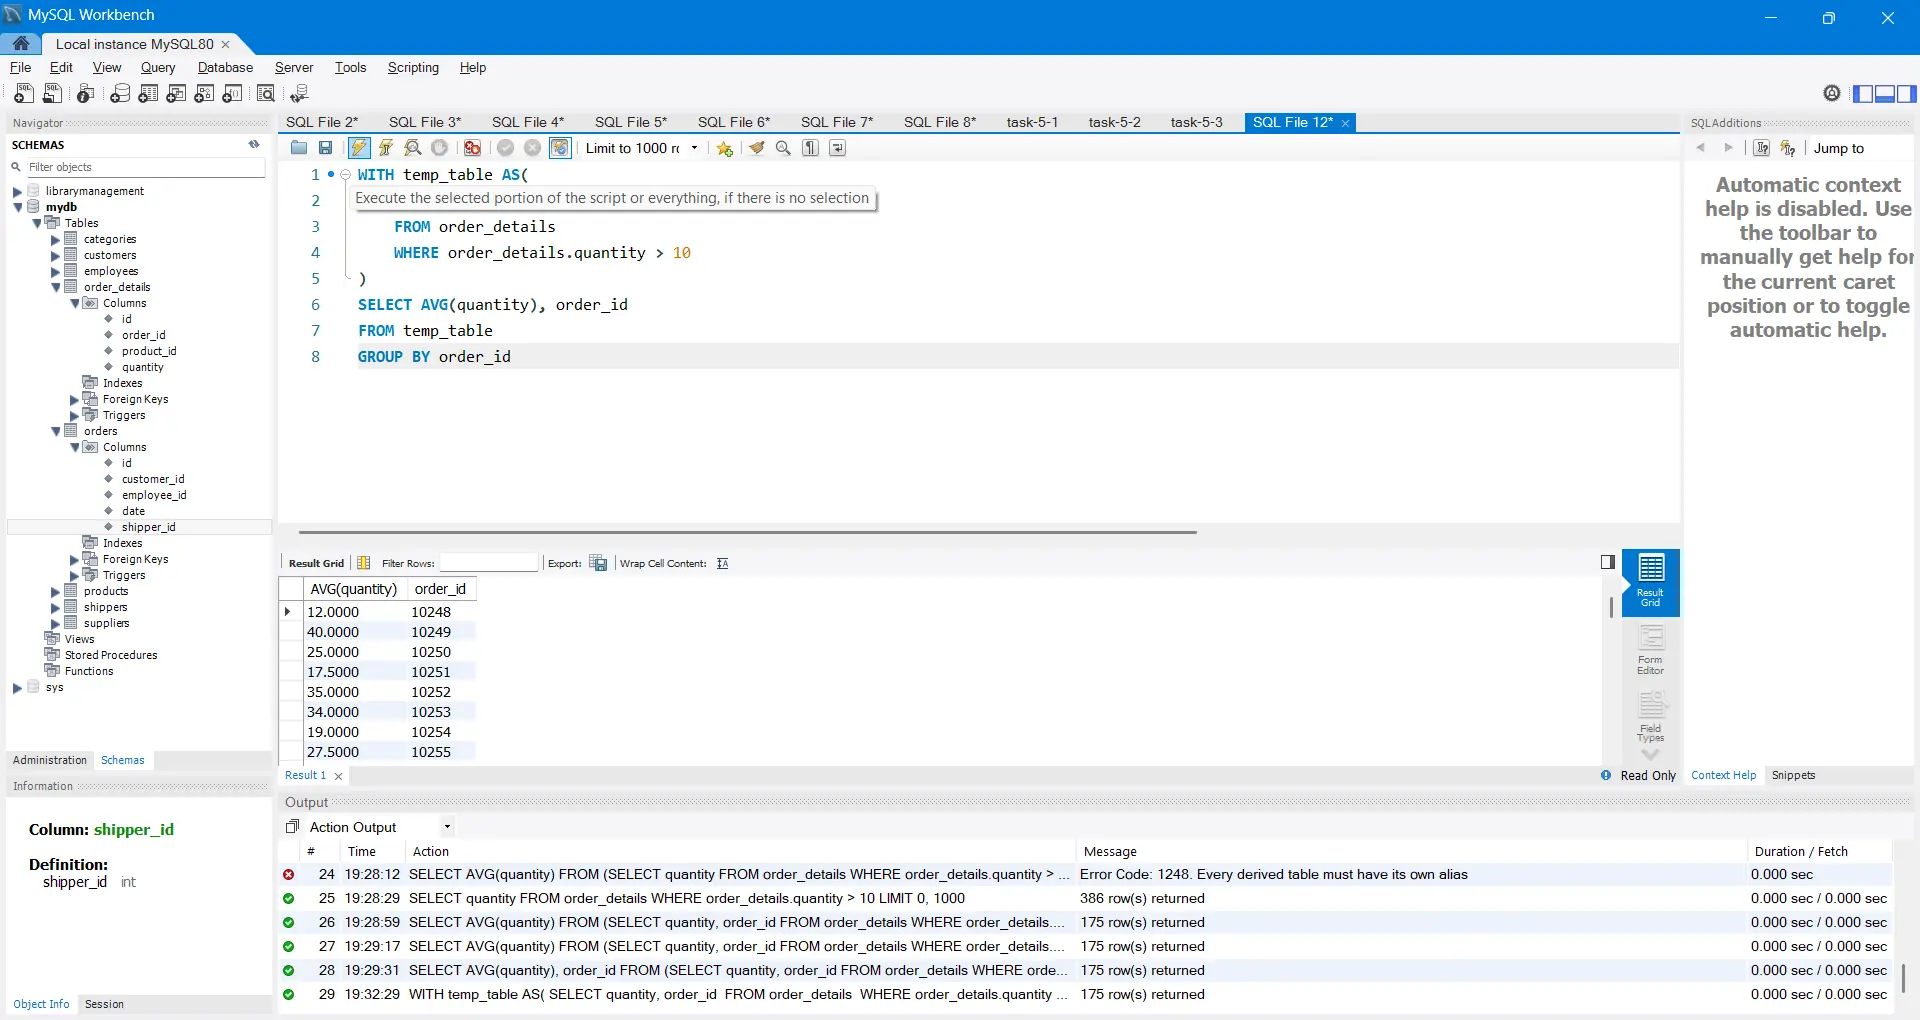 MySQL Workbench
Local instance MySQL80
File Edit View Query Database Server Tools Scripting Help
Navigator
SCHEMAS
Filter objects
librarymanagement
mydb
Tables
categories
customers
employees
order_details
Columns
id
order_id
product_id
quantity
Indexes
Foreign Keys
Triggers
orders
Columns
id
customer_id
employee_id
date
shipper_id
Indexes
Foreign Keys
Triggers
products
shippers
suppliers
Views
Stored Procedures
Functions
sys
Administration Schemas
Information
Column: shipper_id
Definition:
shipper_id int
Object Info Session
SQL File 2* SQL File 3* SQL File 4* SQL File 5* SQL File 6* SQL File 7* SQL File 8* task-5-1 task-5-2 task-5-3 SQL File 12*
Limit to 1000 r
1 WITH temp_table AS(
2
Execute the selected portion of the script or everything, if there is no selection
3 FROM order_details
4 WHERE order_details.quantity > 10
5 )
6 SELECT AVG(quantity), order_id
7 FROM temp_table
8 GROUP BY order_id
Result Grid Filter Rows: Export: Wrap Cell Content:
AVG(quantity) order_id
12.0000 10248
40.0000 10249
25.0000 10250
17.5000 10251
35.0000 10252
34.0000 10253
19.0000 10254
27.5000 10255
Result Grid
Form Editor
Field Types
Result 1
Read Only
SQLAdditions
Jump to
Automatic context
help is disabled. Use
the toolbar to
manually get help for
the current caret
position or to toggle
automatic help.
Context Help Snippets
Output
Action Output
# Time Action Message Duration / Fetch
24 19:28:12 SELECT AVG(quantity) FROM (SELECT quantity FROM order_details WHERE order_details.quantity > ... Error Code: 1248. Every derived table must have its own alias 0.000 sec
25 19:28:29 SELECT quantity FROM order_details WHERE order_details.quantity > 10 LIMIT 0, 1000 386 row(s) returned 0.000 sec / 0.000 sec
26 19:28:59 SELECT AVG(quantity) FROM (SELECT quantity, order_id FROM order_details WHERE order_details.... 175 row(s) returned 0.000 sec / 0.000 sec
27 19:29:17 SELECT AVG(quantity) FROM (SELECT quantity, order_id FROM order_details WHERE order_details.... 175 row(s) returned 0.000 sec / 0.000 sec
28 19:29:31 SELECT AVG(quantity), order_id FROM (SELECT quantity, order_id FROM order_details WHERE orde... 175 row(s) returned 0.000 sec / 0.000 sec
29 19:32:29 WITH temp_table AS( SELECT quantity, order_id FROM order_details WHERE order_details.quantity ... 175 row(s) returned 0.000 sec / 0.000 sec